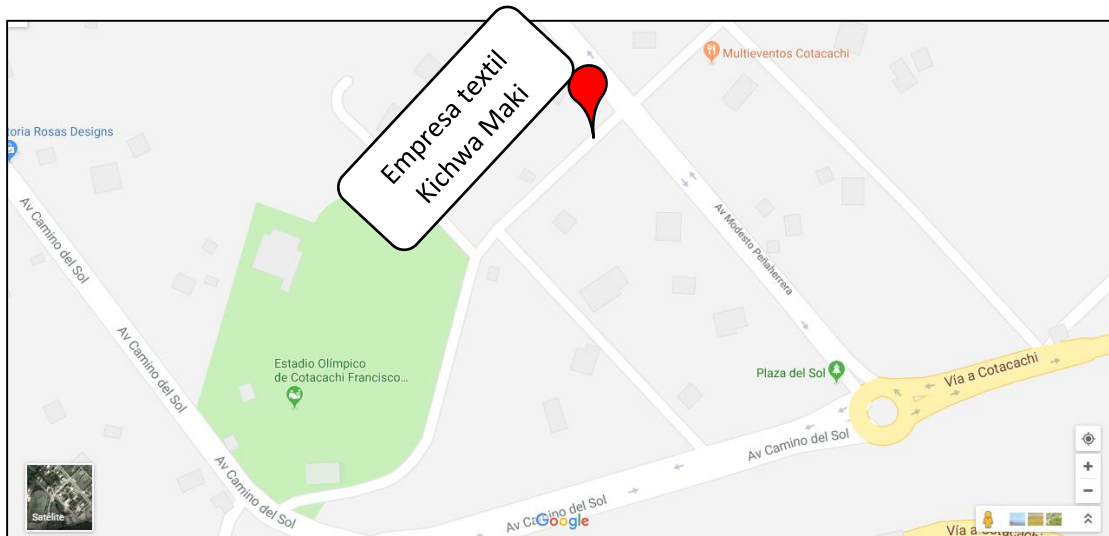 Empresa textil
Kichwa Maki
Multieventos Cotacachi
toria Rosas Designs
Av Camino del Sol
Av Modesto Peñaherrera
Av Camino del Sol
Estadio Olímpico
de Cotacachi Francisco...
Plaza del Sol
Vía a Cotacachi
Av Camino del Sol
Av Camino del Sol
Av Camino del Sol
Google
Satélite